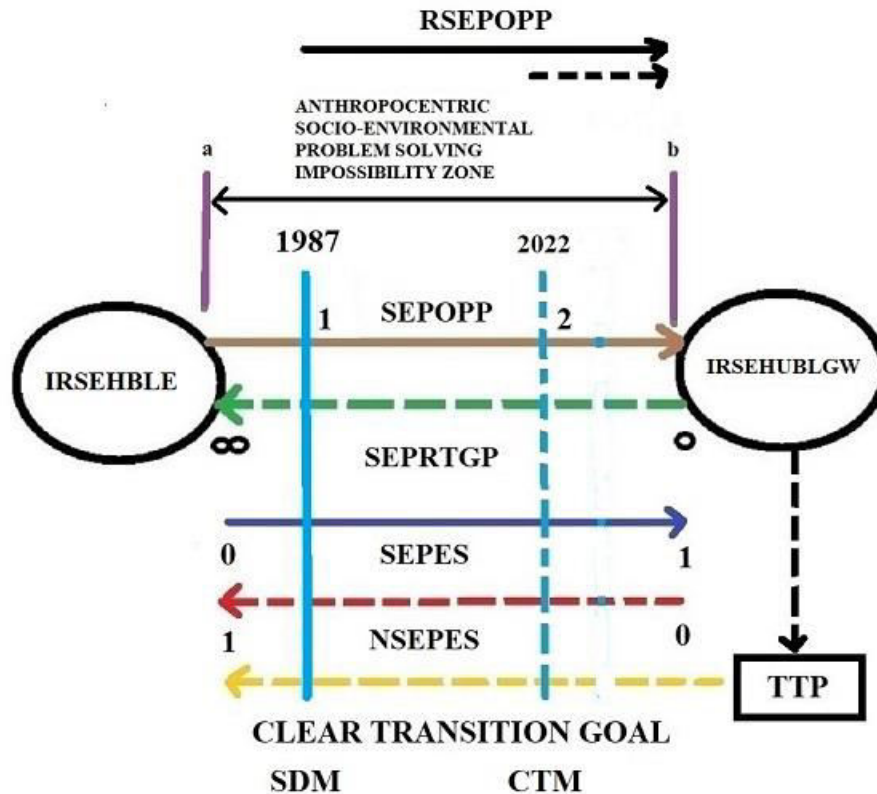 RSEPOPP
ANTHROPOCENTRIC
SOCIO-ENVIRONMENTAL
PROBLEM SOLVING
IMPOSSIBILITY ZONE
a
b
1987
2022
1
SEPOPP
2
IRSEHBLE
IRSEHUBLGW
∞
SEPRTGP
0
0
SEPES
1
1
NSEPES
0
TTP
CLEAR TRANSITION GOAL
SDM
CTM